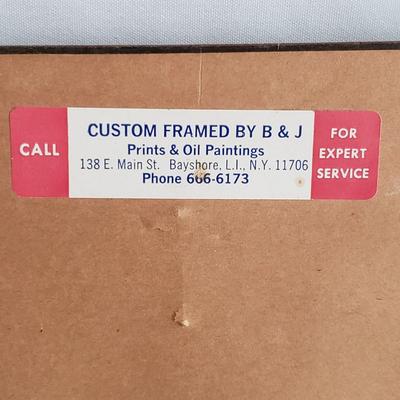 CALL
CUSTOM FRAMED BY B & J
Prints & Oil Paintings
138 E. Main St. Bayshore, L.I., N.Y. 11706
Phone 666-6173
FOR
EXPERT
SERVICE